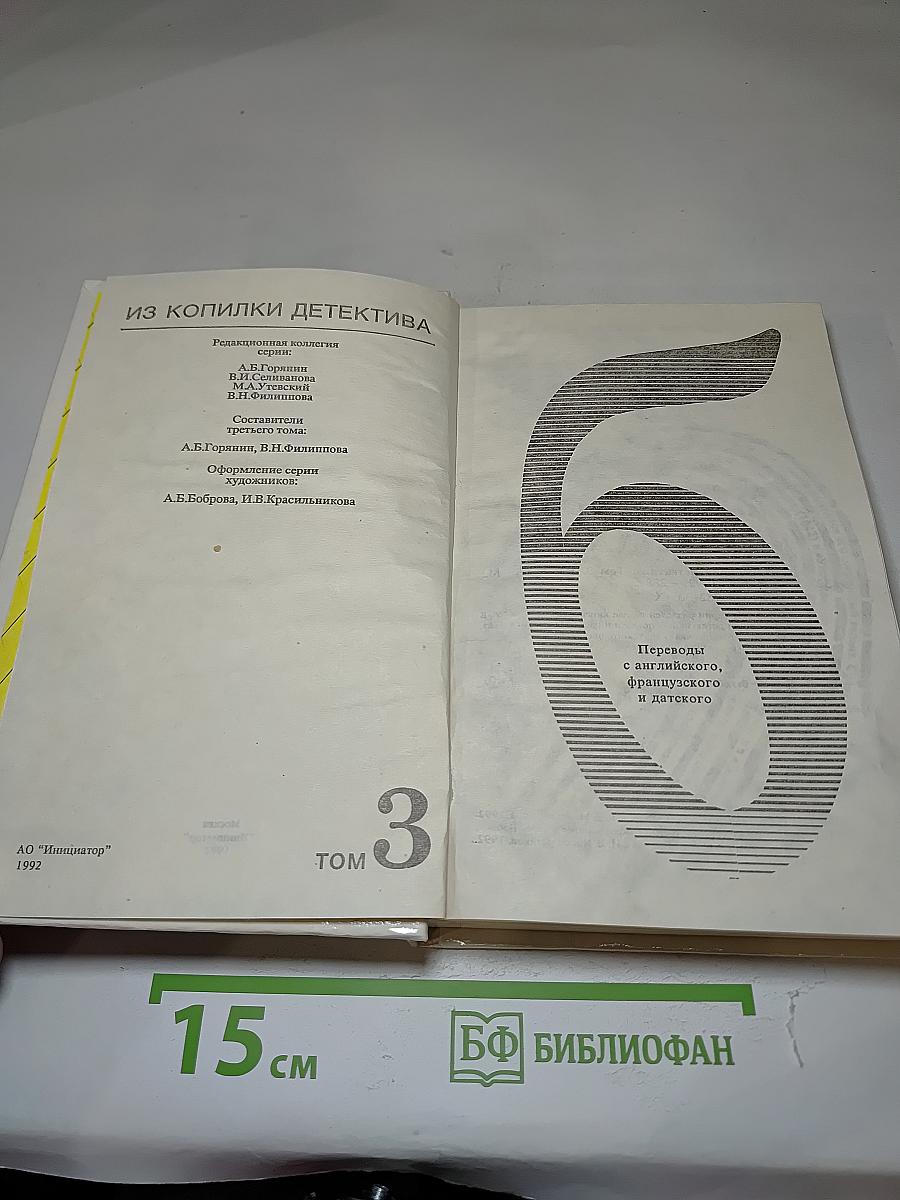 ИЗ КОПИЛКИ ДЕТЕКТИВА
Редакционная коллегия
серии:
А.Б.Горянин
В.И.Селиванова
М.А.Утевский
В.Н.Филиппова
Составители
третьего тома:
А.Б.Горянин, В.Н.Филиппова
Оформление серии
художников:
А.Б.Боброва, И.В.Красильникова
АО "Инициатор"
1992
ТОМ 3
б
Переводы
с английского,
французского
и датского
15 см
БФ БИБЛИОФАН